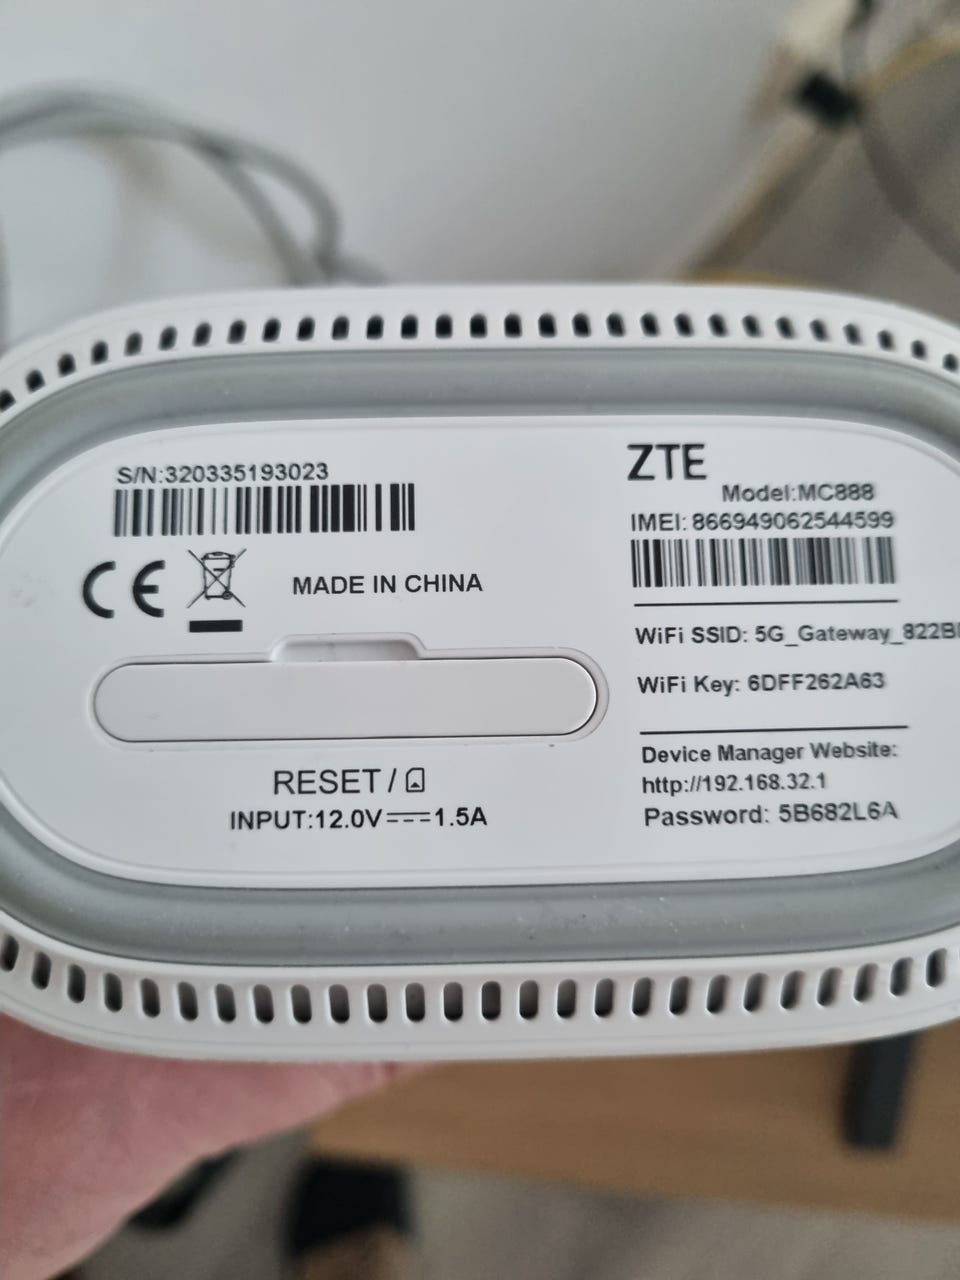 S/N:320335193023
CE
MADE IN CHINA
RESET /
INPUT:12.0V⎓1.5A
ZTE
Model:MC888
IMEI: 866949062544599
WiFi SSID: 5G_Gateway_822B
WiFi Key: 6DFF262A63
Device Manager Website:
http://192.168.32.1
Password: 5B682L6A